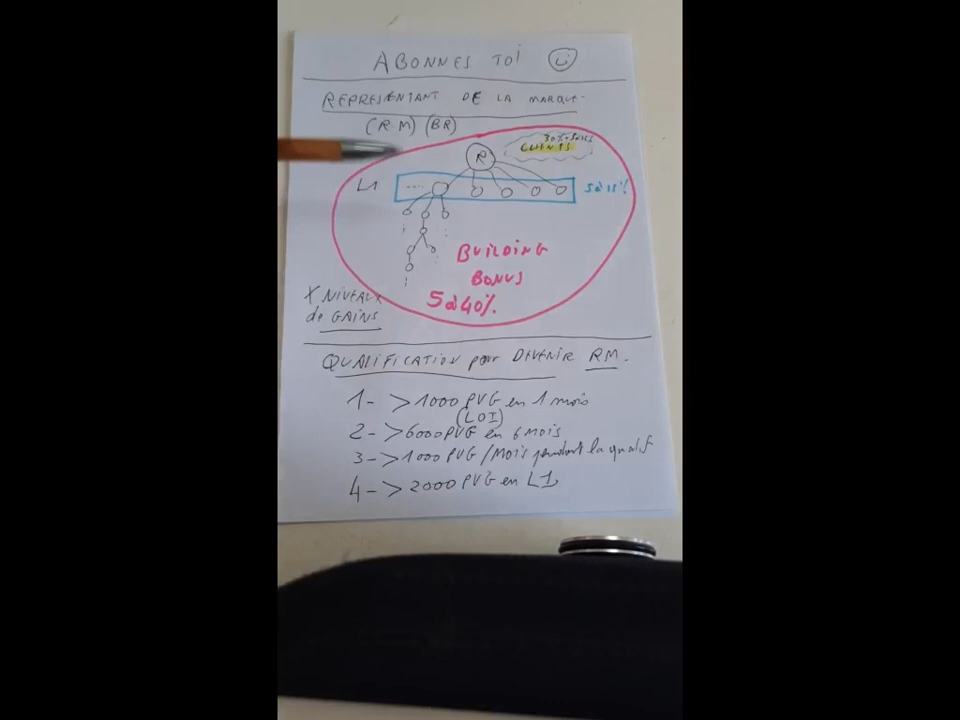 ABONNES TOI
REPRESENTANT DE LA MARQUE
(RM) (BR)
R
CLIENTS
L1
5 à 15%
BUILDING
BONUS
5 à 40%
X NIVEAUX
de GAINS
QUALIFICATION pour DEVENIR RM.
1- >1000 PVG en 1 mois
(LOI)
2- >6000 PVG en 6 MOIS
3- >1000 PVG/MOIS pendant la qualif
4- >2000 PVG en L1